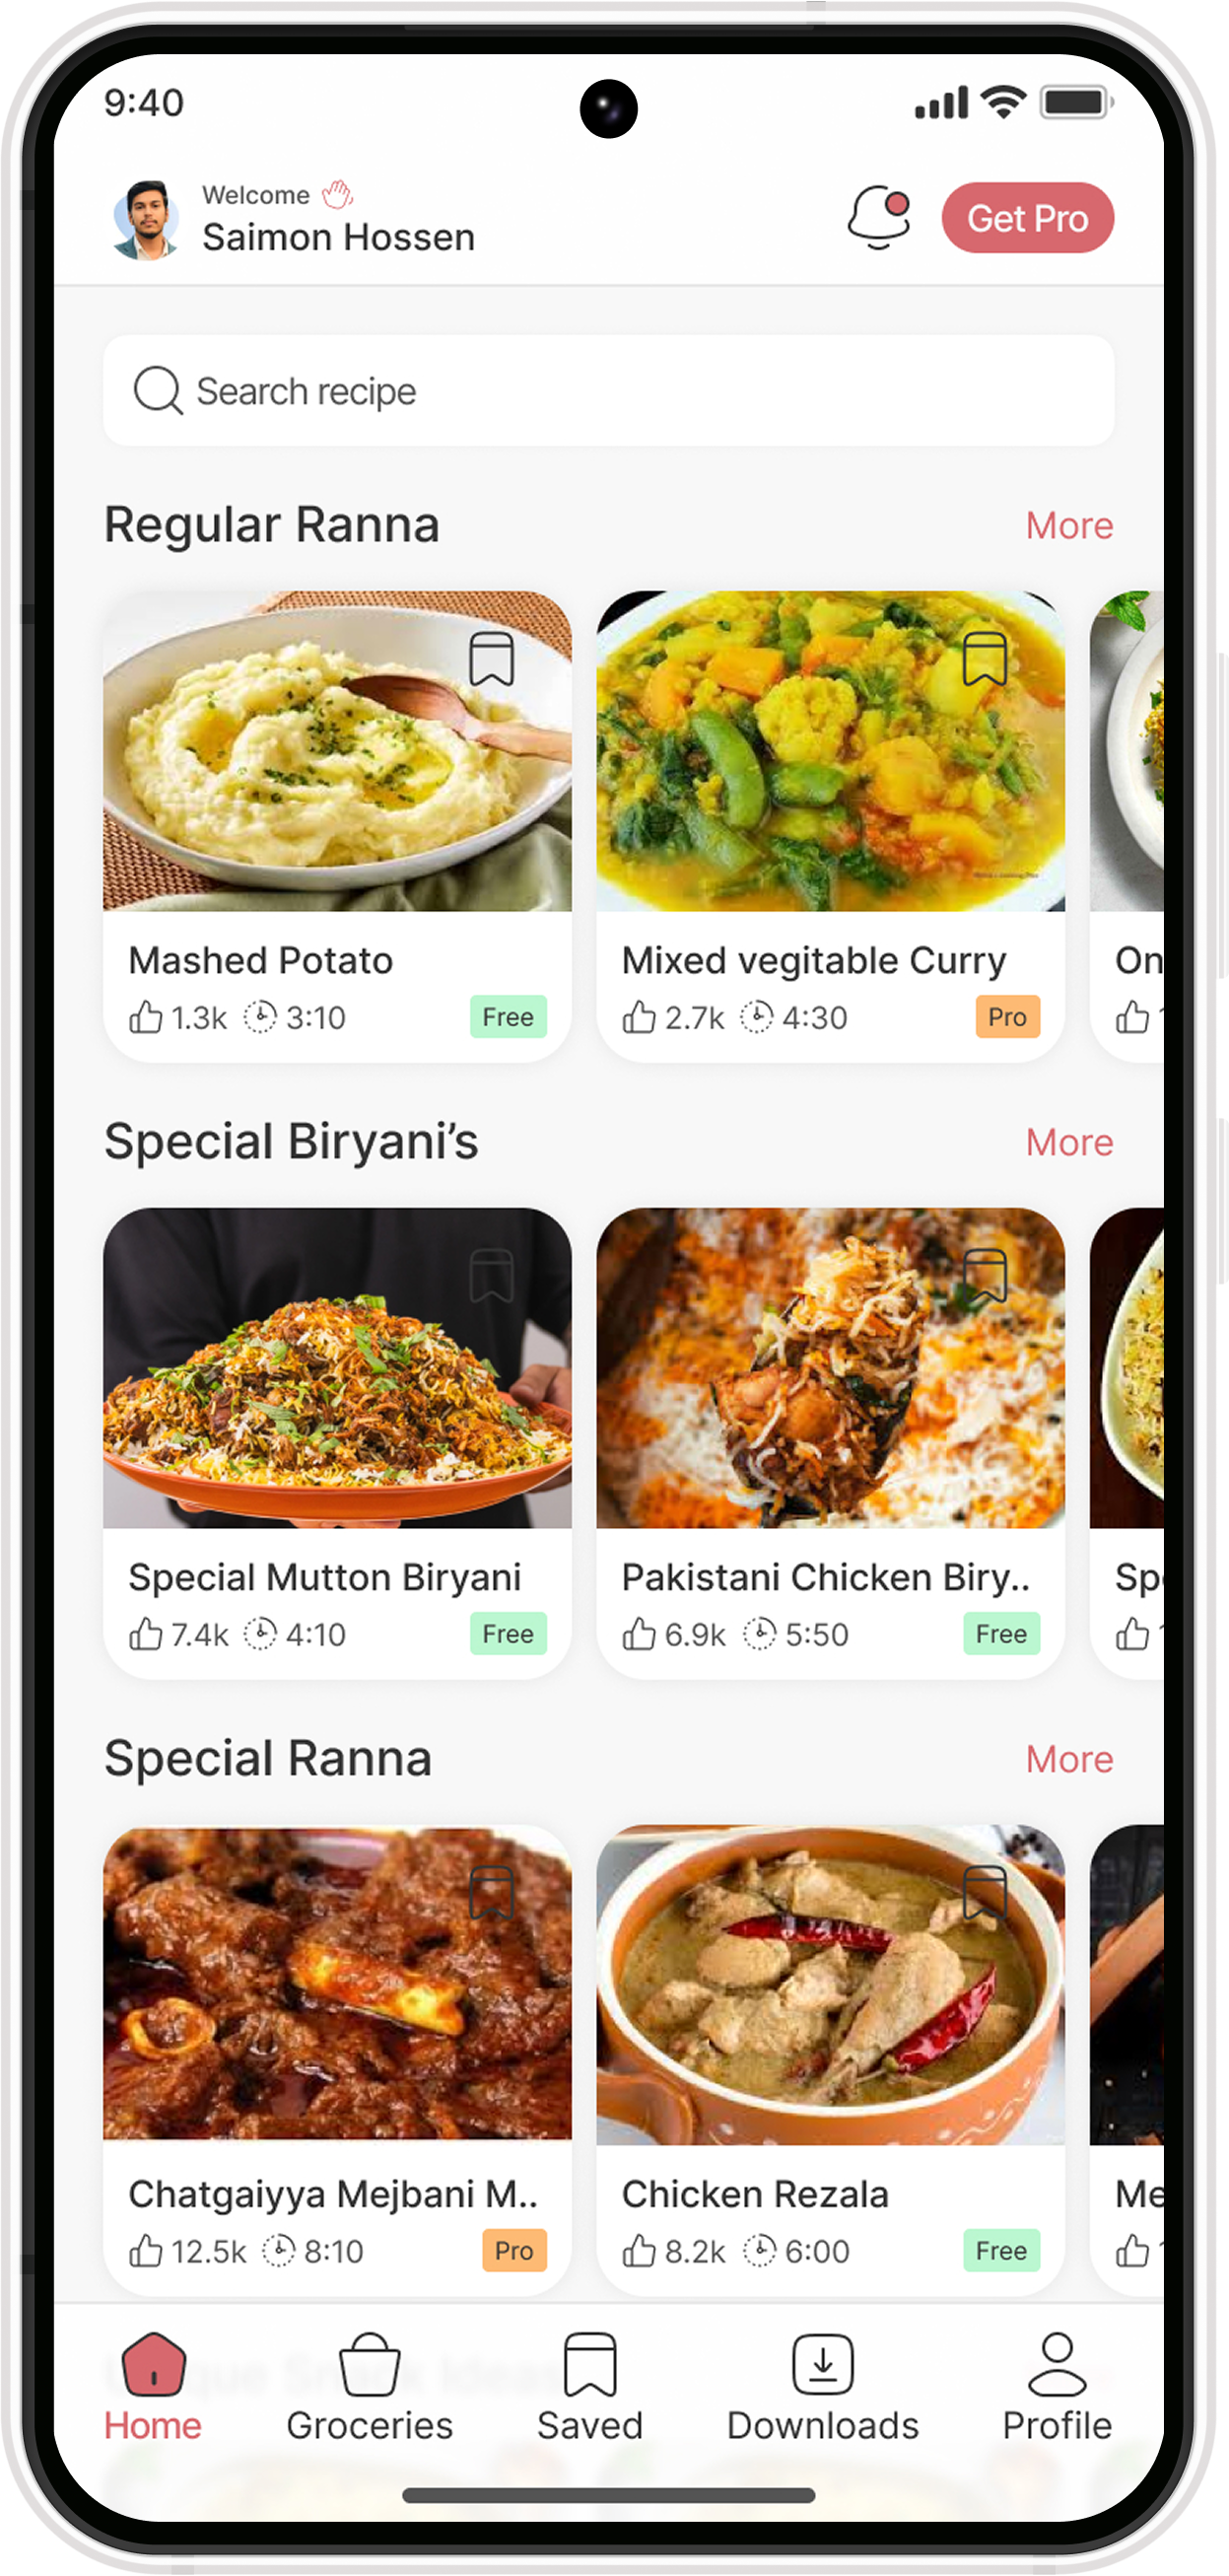 9:40
Welcome
Saimon Hossen
Get Pro
Search recipe
Regular Ranna
More
Mashed Potato
1.3k 3:10 Free
Mixed vegitable Curry
2.7k 4:30 Pro
On
Special Biryani’s
More
Special Mutton Biryani
7.4k 4:10 Free
Pakistani Chicken Biry..
6.9k 5:50 Free
Sp
Special Ranna
More
Chatgaiyya Mejbani M..
12.5k 8:10 Pro
Chicken Rezala
8.2k 6:00 Free
Me
Home
Groceries
Saved
Downloads
Profile